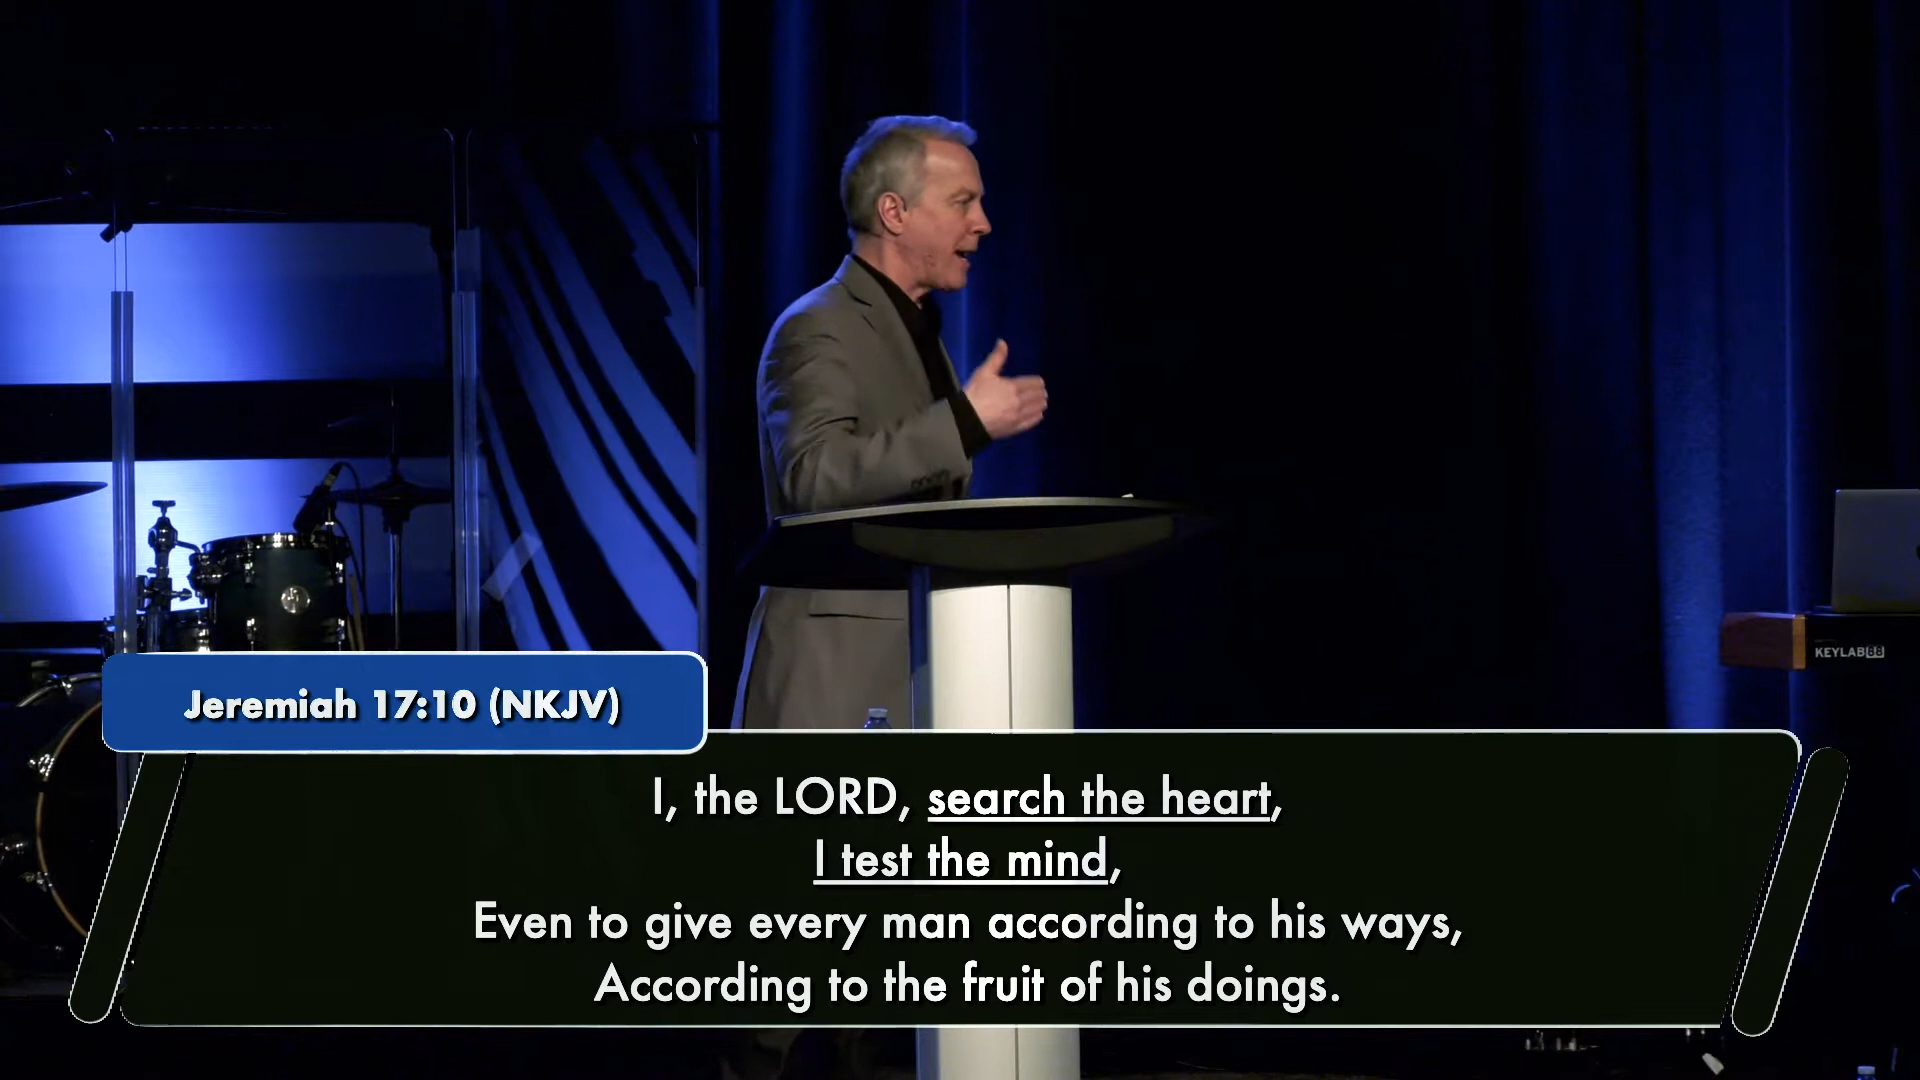 KEYLAB88
Jeremiah 17:10 (NKJV)
I, the LORD, search the heart,
I test the mind,
Even to give every man according to his ways,
According to the fruit of his doings.